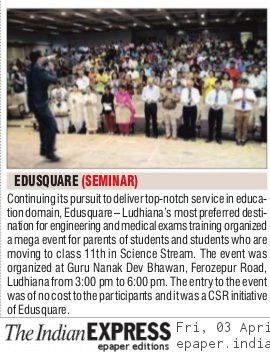 EDUSQUARE (SEMINAR)
Continuing its pursuit to deliver top-notch service in educa-
tion domain, Edusquare – Ludhiana's most preferred desti-
nation for engineering and medical exams training organized
a mega event for parents of students and students who are
moving to class 11th in Science Stream. The event was
organized at Guru Nanak Dev Bhawan, Ferozepur Road,
Ludhiana from 3:00 pm to 6:00 pm. The entry to the event
was of no cost to the participants and it was a CSR initiative
of Edusquare.
The Indian EXPRESS
epaper editions
Fri, 03 Apri
epaper.india